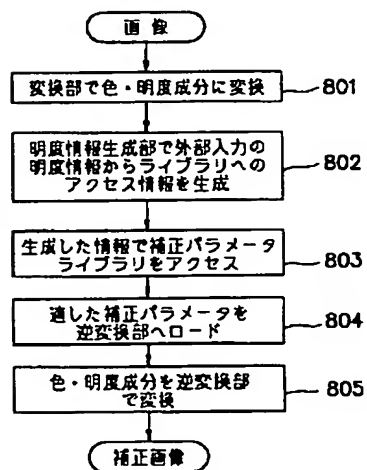 画像
変換部で色・明度成分に変換
801
明度情報生成部で外部入力の
明度情報からライブラリへの
アクセス情報を生成
802
生成した情報で補正パラメータ
ライブラリをアクセス
803
適した補正パラメータを
逆変換部へロード
804
色・明度成分を逆変換部
で変換
805
補正画像